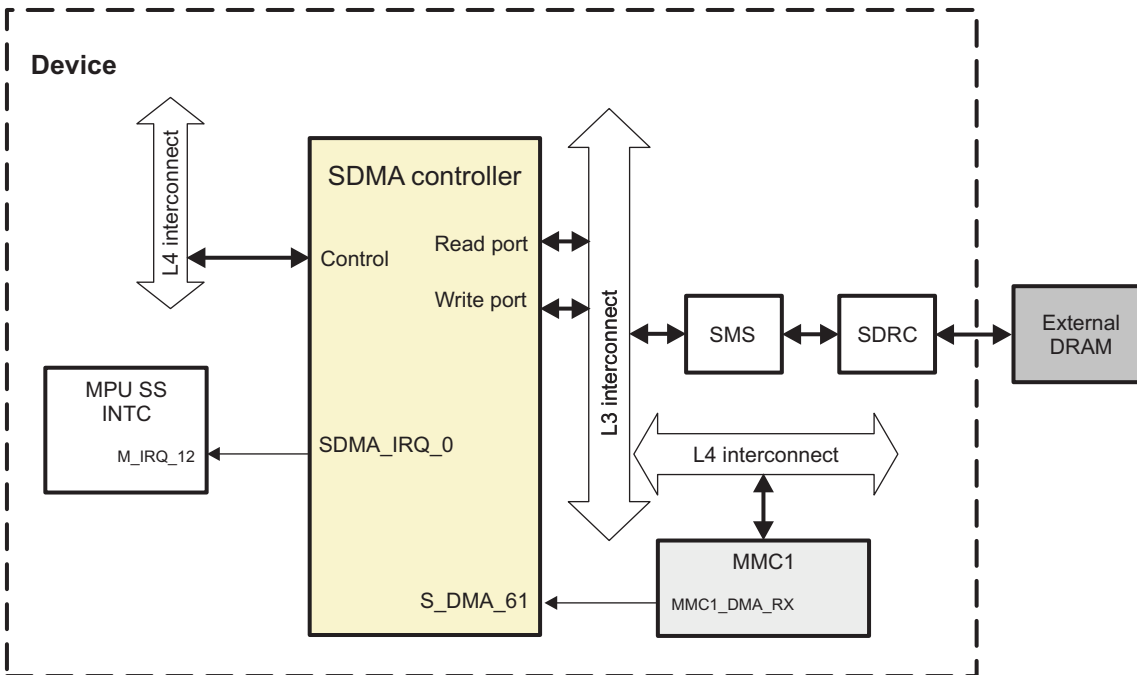 Device
L4 interconnect
SDMA controller
Control
Read port
Write port
L3 interconnect
SMS
SDRC
External
DRAM
MPU SS
INTC
M_IRQ_12
SDMA_IRQ_0
L4 interconnect
MMC1
MMC1_DMA_RX
S_DMA_61